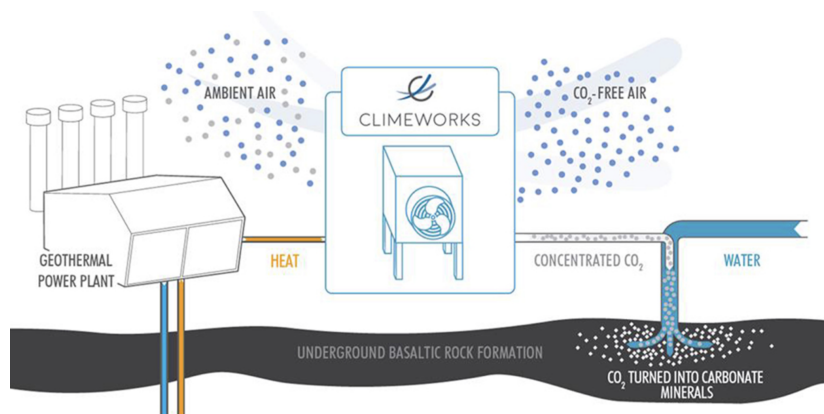 AMBIENT AIR
CLIMEWORKS
CO₂-FREE AIR
GEOTHERMAL
POWER PLANT
HEAT
CONCENTRATED CO₂
WATER
UNDERGROUND BASALTIC ROCK FORMATION
CO₂ TURNED INTO CARBONATE
MINERALS